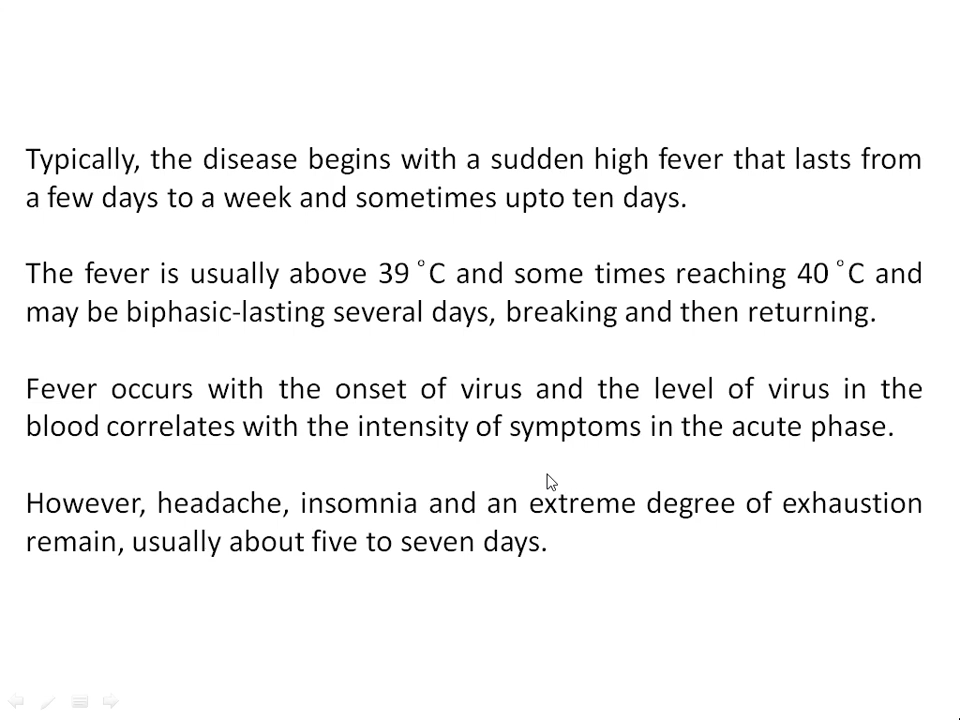 Typically, the disease begins with a sudden high fever that lasts from
a few days to a week and sometimes upto ten days.
The fever is usually above 39˚C and some times reaching 40˚C and
may be biphasic-lasting several days, breaking and then returning.
Fever occurs with the onset of virus and the level of virus in the
blood correlates with the intensity of symptoms in the acute phase.
However, headache, insomnia and an extreme degree of exhaustion
remain, usually about five to seven days.